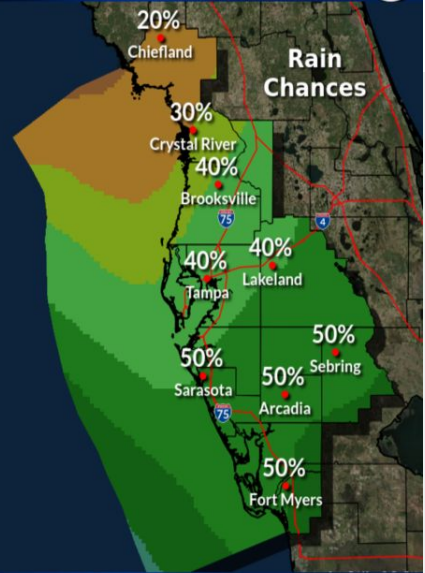 20%
Chiefland
Rain
Chances
30%
Crystal River
40%
Brooksville
75
4
40%
Tampa
40%
Lakeland
50%
Sebring
50%
Sarasota
50%
Arcadia
75
50%
Fort Myers